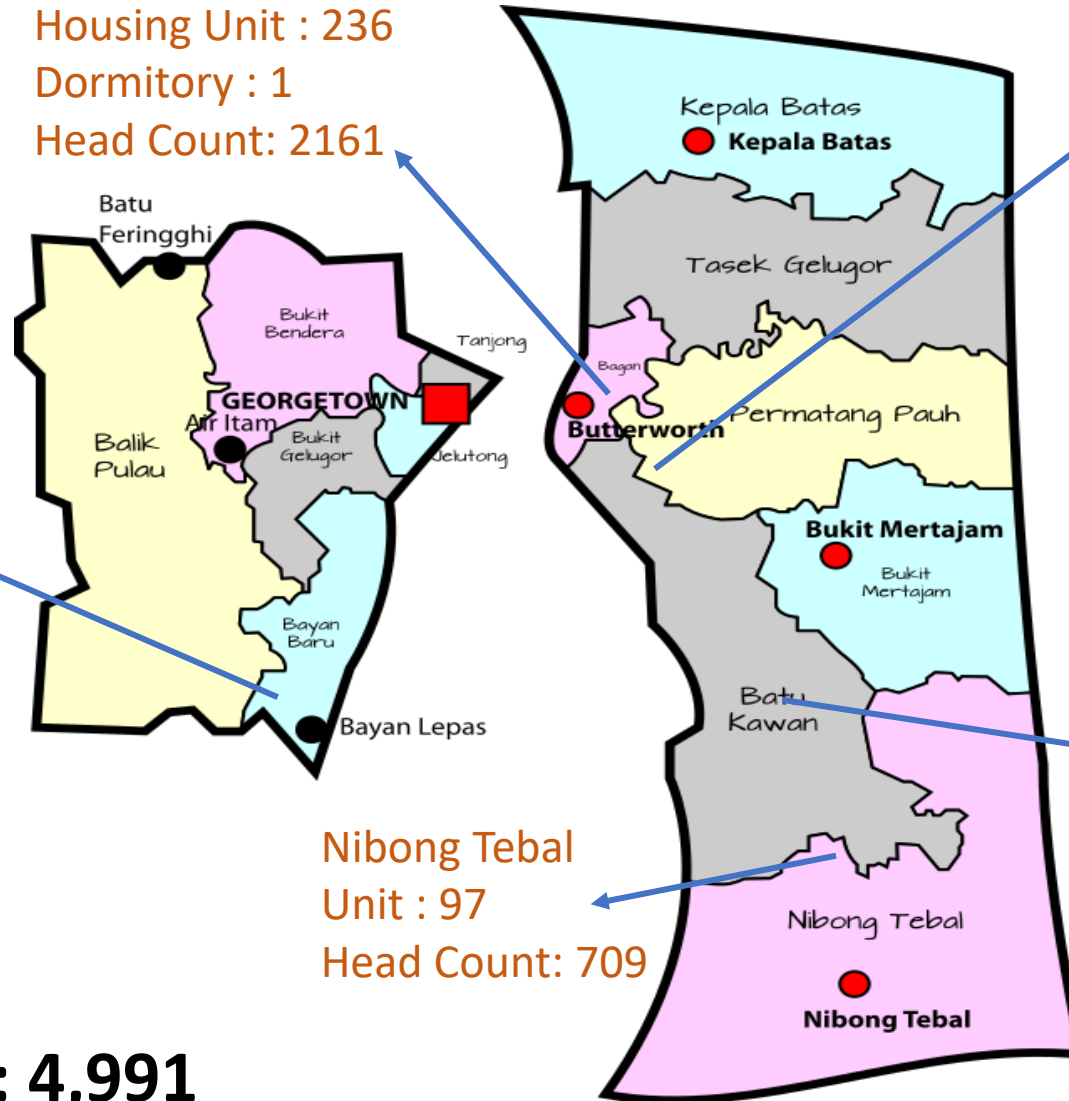 Housing Unit : 236
Dormitory : 1
Head Count: 2161
Kepala Batas
Kepala Batas
Batu
Feringghi
Tasek Gelugor
Bukit
Bendera
Tanjong
Bagan
GEORGETOWN
Permatang Pauh
Air Itam
Butterworth
Balik
Pulau
Bukit
Gelugor
Jelutong
Bukit Mertajam
Bukit
Mertajam
Bayan
Baru
Batu
Kawan
Bayan Lepas
Nibong Tebal
Unit : 97
Head Count: 709
Nibong Tebal
Nibong Tebal
: 4,991